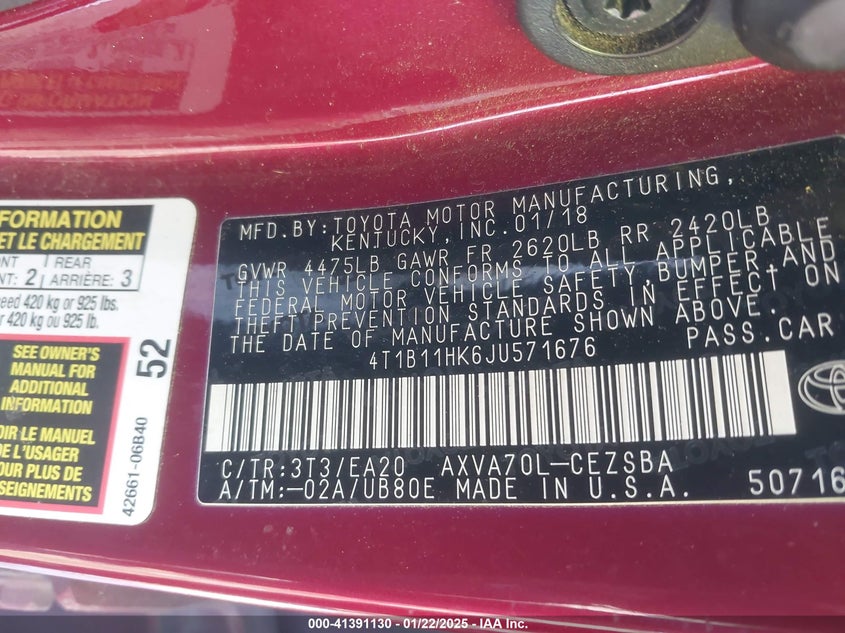 FORMATION
ET LE CHARGEMENT
ONT 2 REAR
NT: ARRIÈRE: 3
eed 420 kg or 925 lbs.
r 420 kg ou 925 lb.
SEE OWNER'S
MANUAL FOR
ADDITIONAL
INFORMATION
OIR LE MANUEL
DE L'USAGER
OUR PLUS DE
ENSEIGNEMENTS
52
42661-06B40
MFD.BY:TOYOTA MOTOR MANUFACTURING,
KENTUCKY,INC.01/18
GVWR 4475LB GAWR FR 2620LB RR 2420LB
THIS VEHICLE CONFORMS TO ALL APPLICABLE
FEDERAL MOTOR VEHICLE SAFETY,BUMPER,AND
THEFT PREVENTION STANDARDS IN EFFECT ON
THE DATE OF MANUFACTURE SHOWN ABOVE.
4T1B11HK6JU571676 PASS.CAR
C/TR:3T3/EA20 AXVA70L-CEZSBA
A/TM:-02A/UB80E MADE IN U.S.A. 50716
000-41391130 - 01/22/2025 - IAA Inc.